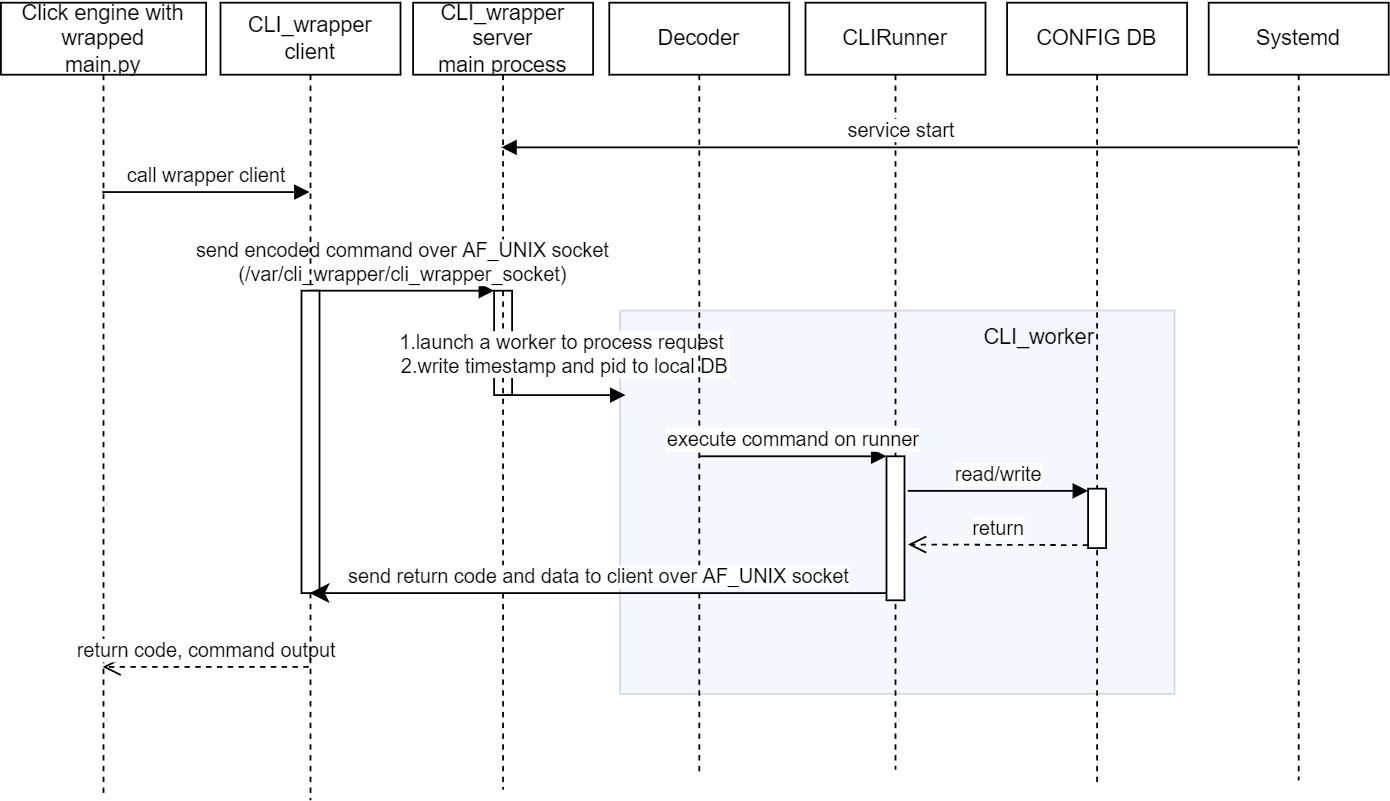 Click engine with
wrapped
main.py
CLI_wrapper
client
CLI_wrapper
server
main process
Decoder
CLIRunner
CONFIG DB
Systemd
service start
call wrapper client
send encoded command over AF_UNIX socket
(/var/cli_wrapper/cli_wrapper_socket)
CLI_worker
1.launch a worker to process request
2.write timestamp and pid to local DB
execute command on runner
read/write
return
send return code and data to client over AF_UNIX socket
return code, command output